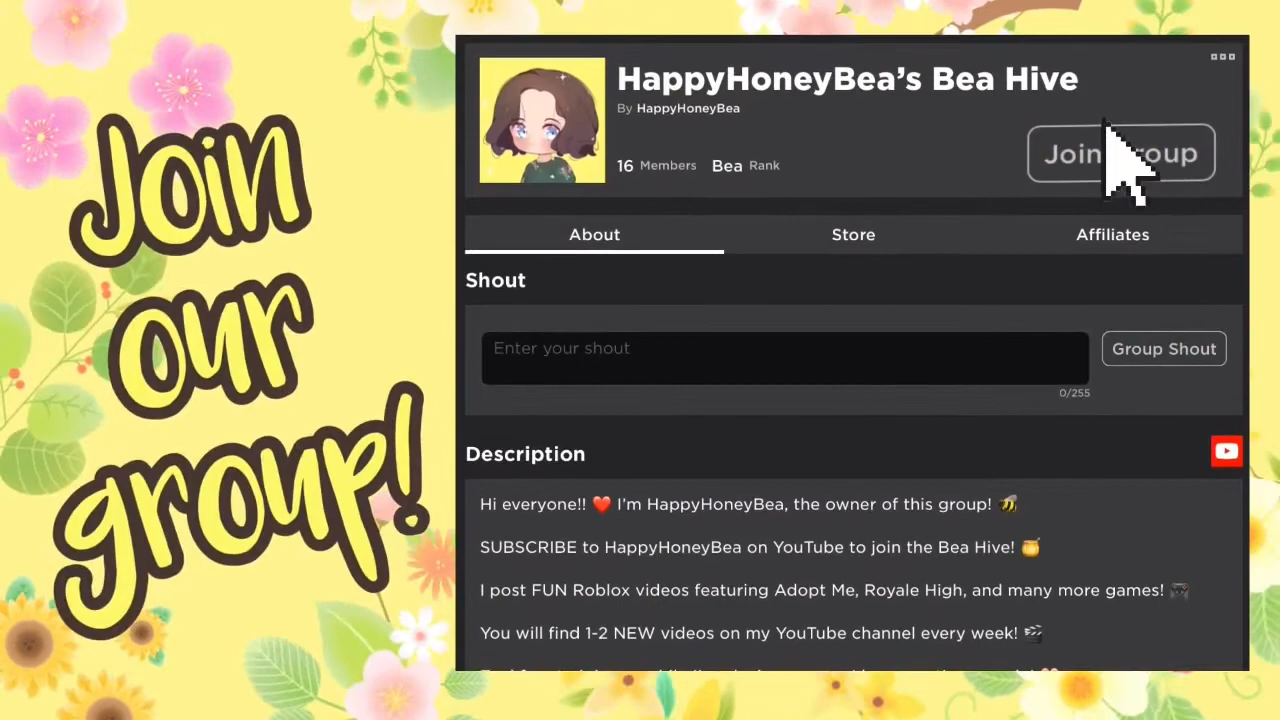 Join
our
group!
HappyHoneyBea’s Bea Hive
By HappyHoneyBea
16 Members Bea Rank
Join Group
About Store Affiliates
Shout
Enter your shout
Group Shout
0/255
Description
Hi everyone!! ❤️ I’m HappyHoneyBea, the owner of this group! 🐝
SUBSCRIBE to HappyHoneyBea on YouTube to join the Bea Hive! 🍯
I post FUN Roblox videos featuring Adopt Me, Royale High, and many more games! 🎮
You will find 1-2 NEW videos on my YouTube channel every week! 🎬